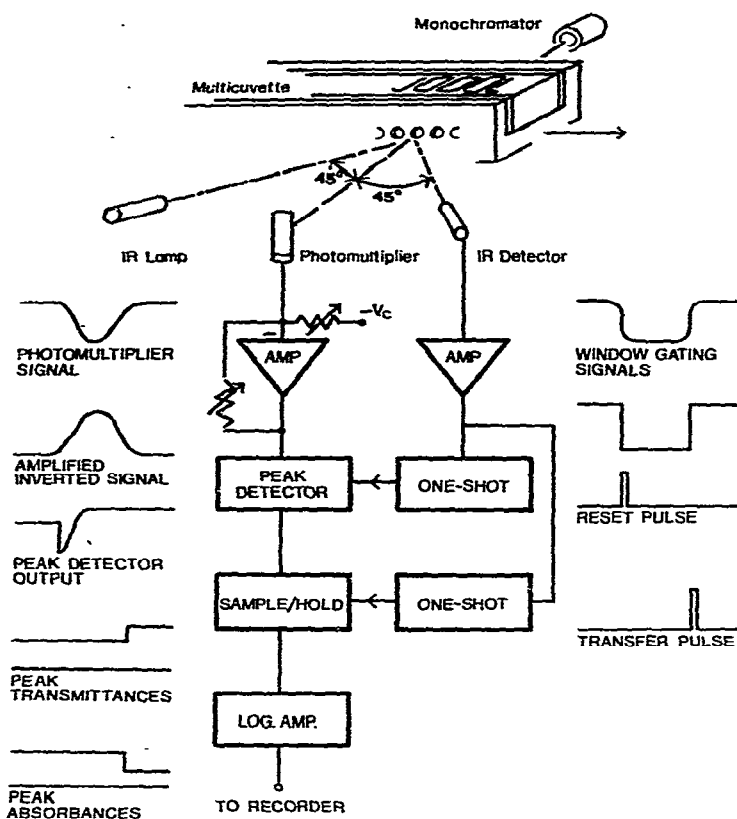 Monochromator
Multicuvette
45°
45°
IR Lamp
Photomultiplier
IR Detector
-Vc
PHOTOMULTIPLIER
SIGNAL
AMP
AMP
WINDOW GATING
SIGNALS
AMPLIFIED
INVERTED SIGNAL
PEAK
DETECTOR
ONE-SHOT
RESET PULSE
PEAK DETECTOR
OUTPUT
SAMPLE/HOLD
ONE-SHOT
TRANSFER PULSE
PEAK
TRANSMITTANCES
LOG. AMP.
PEAK
ABSORBANCES
TO RECORDER